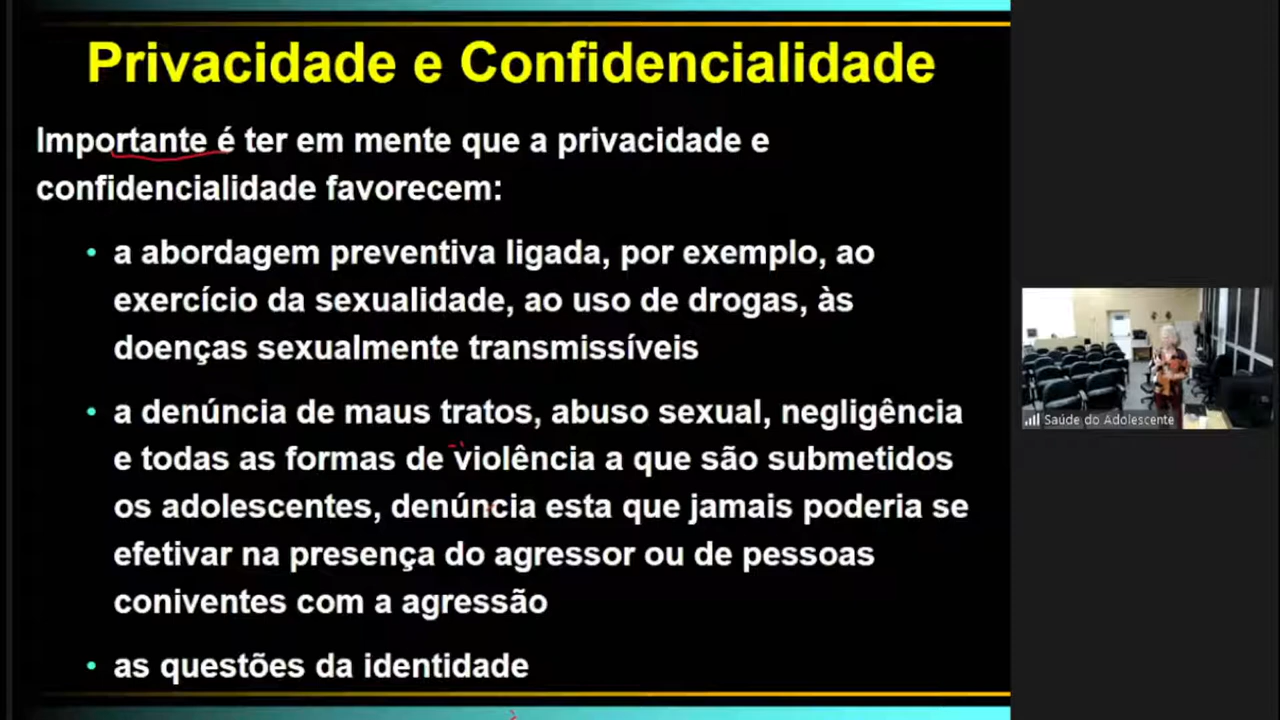 Privacidade e Confidencialidade
Importante é ter em mente que a privacidade e
confidencialidade favorecem:
• a abordagem preventiva ligada, por exemplo, ao
exercício da sexualidade, ao uso de drogas, às
doenças sexualmente transmissíveis
• a denúncia de maus tratos, abuso sexual, negligência
e todas as formas de violência a que são submetidos
os adolescentes, denúncia esta que jamais poderia se
efetivar na presença do agressor ou de pessoas
coniventes com a agressão
• as questões da identidade
Saúde do Adolescente